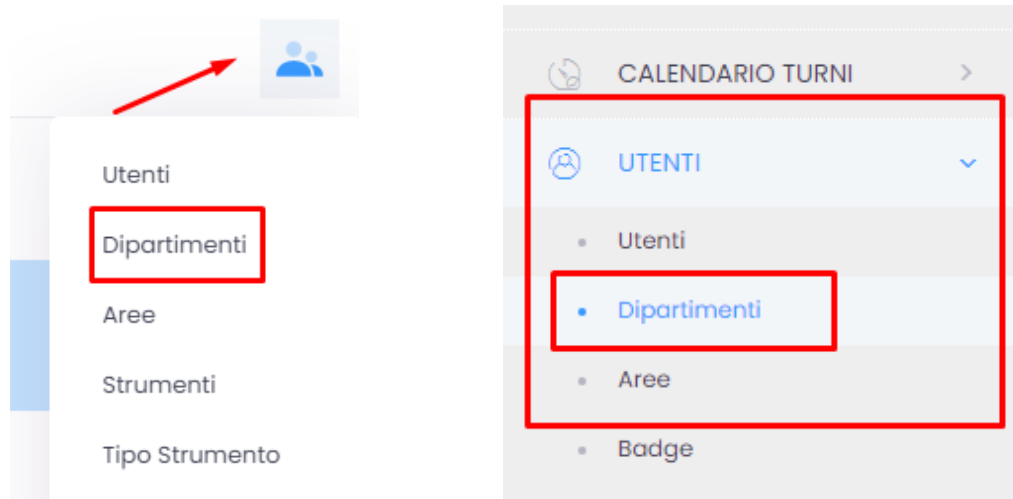 Utenti
Dipartimenti
Aree
Strumenti
Tipo Strumento
CALENDARIO TURNI
UTENTI
Utenti
Dipartimenti
Aree
Badge